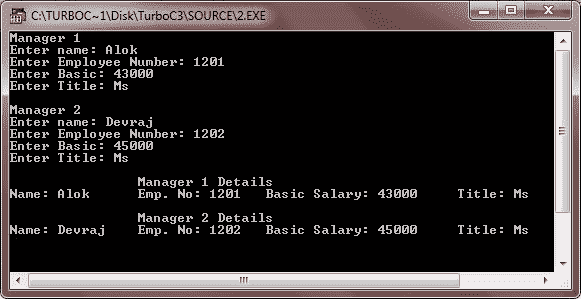 C:\TURBOC~1\Disk\TurboC3\SOURCE\2.EXE
Manager 1
Enter name: Alok
Enter Employee Number: 1201
Enter Basic: 43000
Enter Title: Ms
Manager 2
Enter name: Devraj
Enter Employee Number: 1202
Enter Basic: 45000
Enter Title: Ms
Manager 1 Details
Name: Alok Emp. No: 1201 Basic Salary: 43000 Title: Ms
Manager 2 Details
Name: Devraj Emp. No: 1202 Basic Salary: 45000 Title: Ms